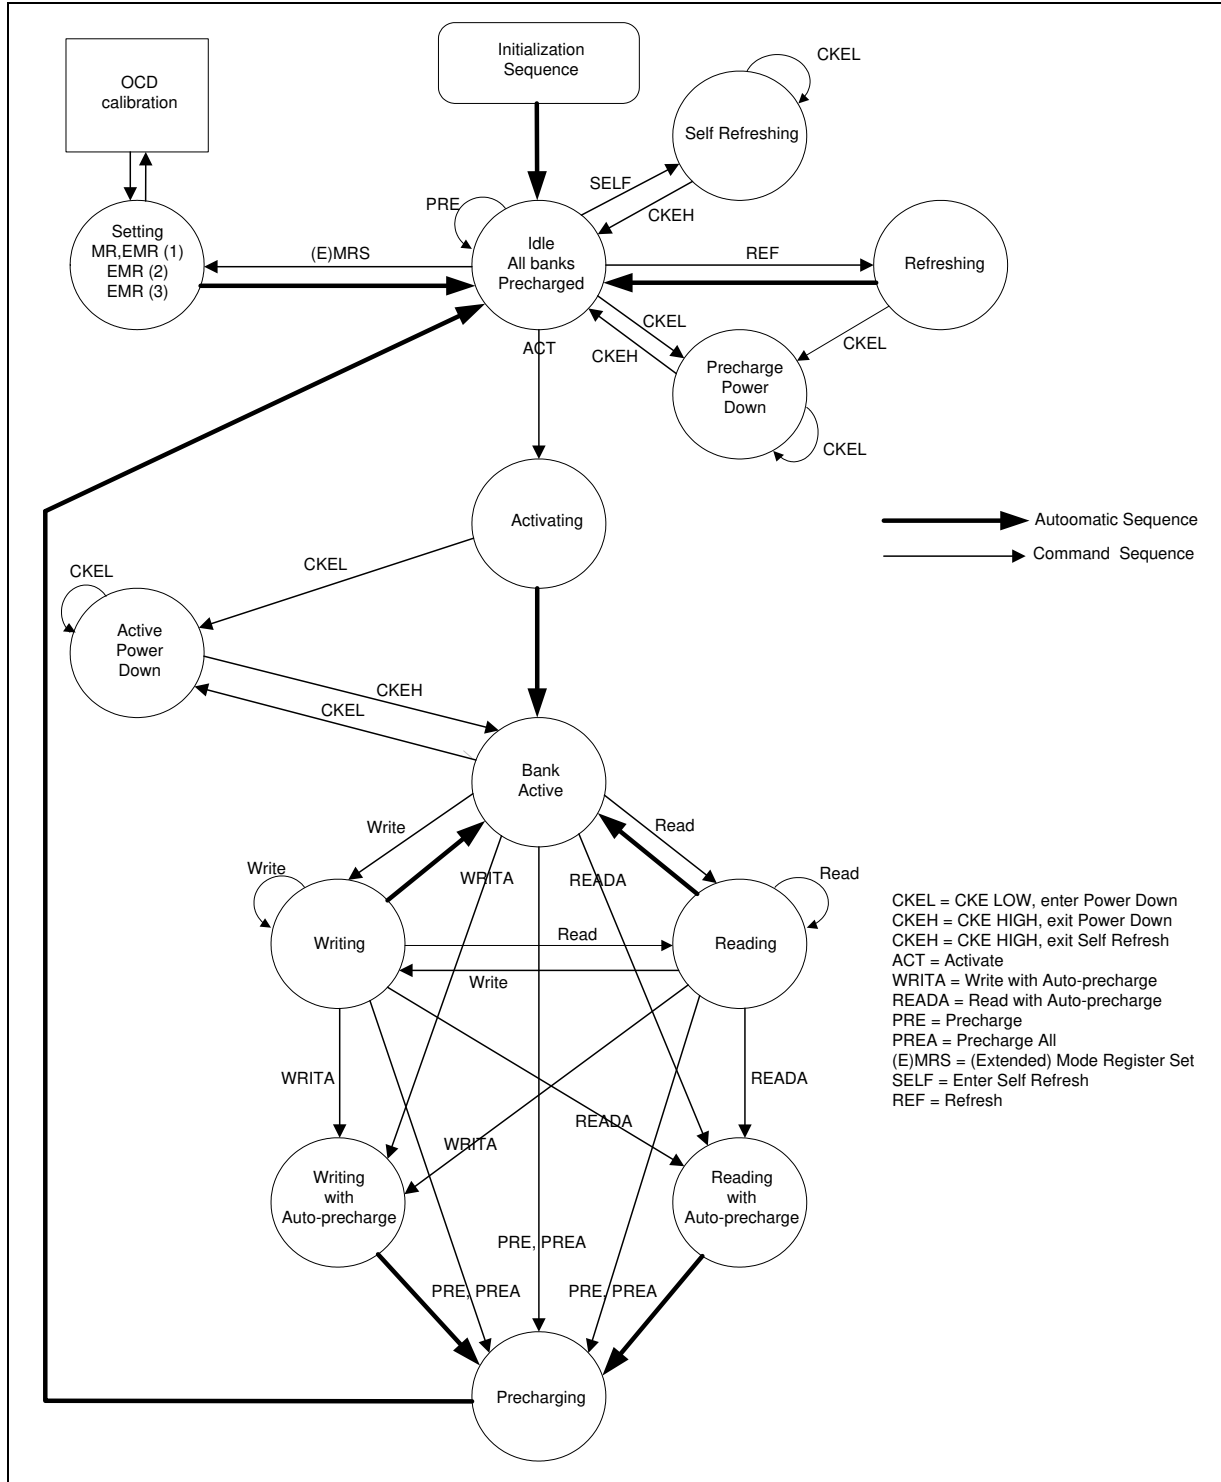 OCD
calibration
Initialization
Sequence
CKEL
Self Refreshing
SELF
CKEH
PRE
Setting
MR,EMR (1)
EMR (2)
EMR (3)
(E)MRS
Idle
All banks
Precharged
REF
Refreshing
CKEL
CKEH
CKEL
ACT
Precharge
Power
Down
CKEL
Activating
Autoomatic Sequence
Command Sequence
CKEL
CKEL
Active
Power
Down
CKEH
CKEL
Bank
Active
Write
Read
Write
WRITA
READA
Read
Writing
Read
Reading
Write
CKEL = CKE LOW, enter Power Down
CKEH = CKE HIGH, exit Power Down
CKEH = CKE HIGH, exit Self Refresh
ACT = Activate
WRITA = Write with Auto-precharge
READA = Read with Auto-precharge
PRE = Precharge
PREA = Precharge All
(E)MRS = (Extended) Mode Register Set
SELF = Enter Self Refresh
REF = Refresh
WRITA
READA
WRITA
READA
Writing
with
Auto-precharge
Reading
with
Auto-precharge
PRE, PREA
PRE, PREA
PRE, PREA
Precharging